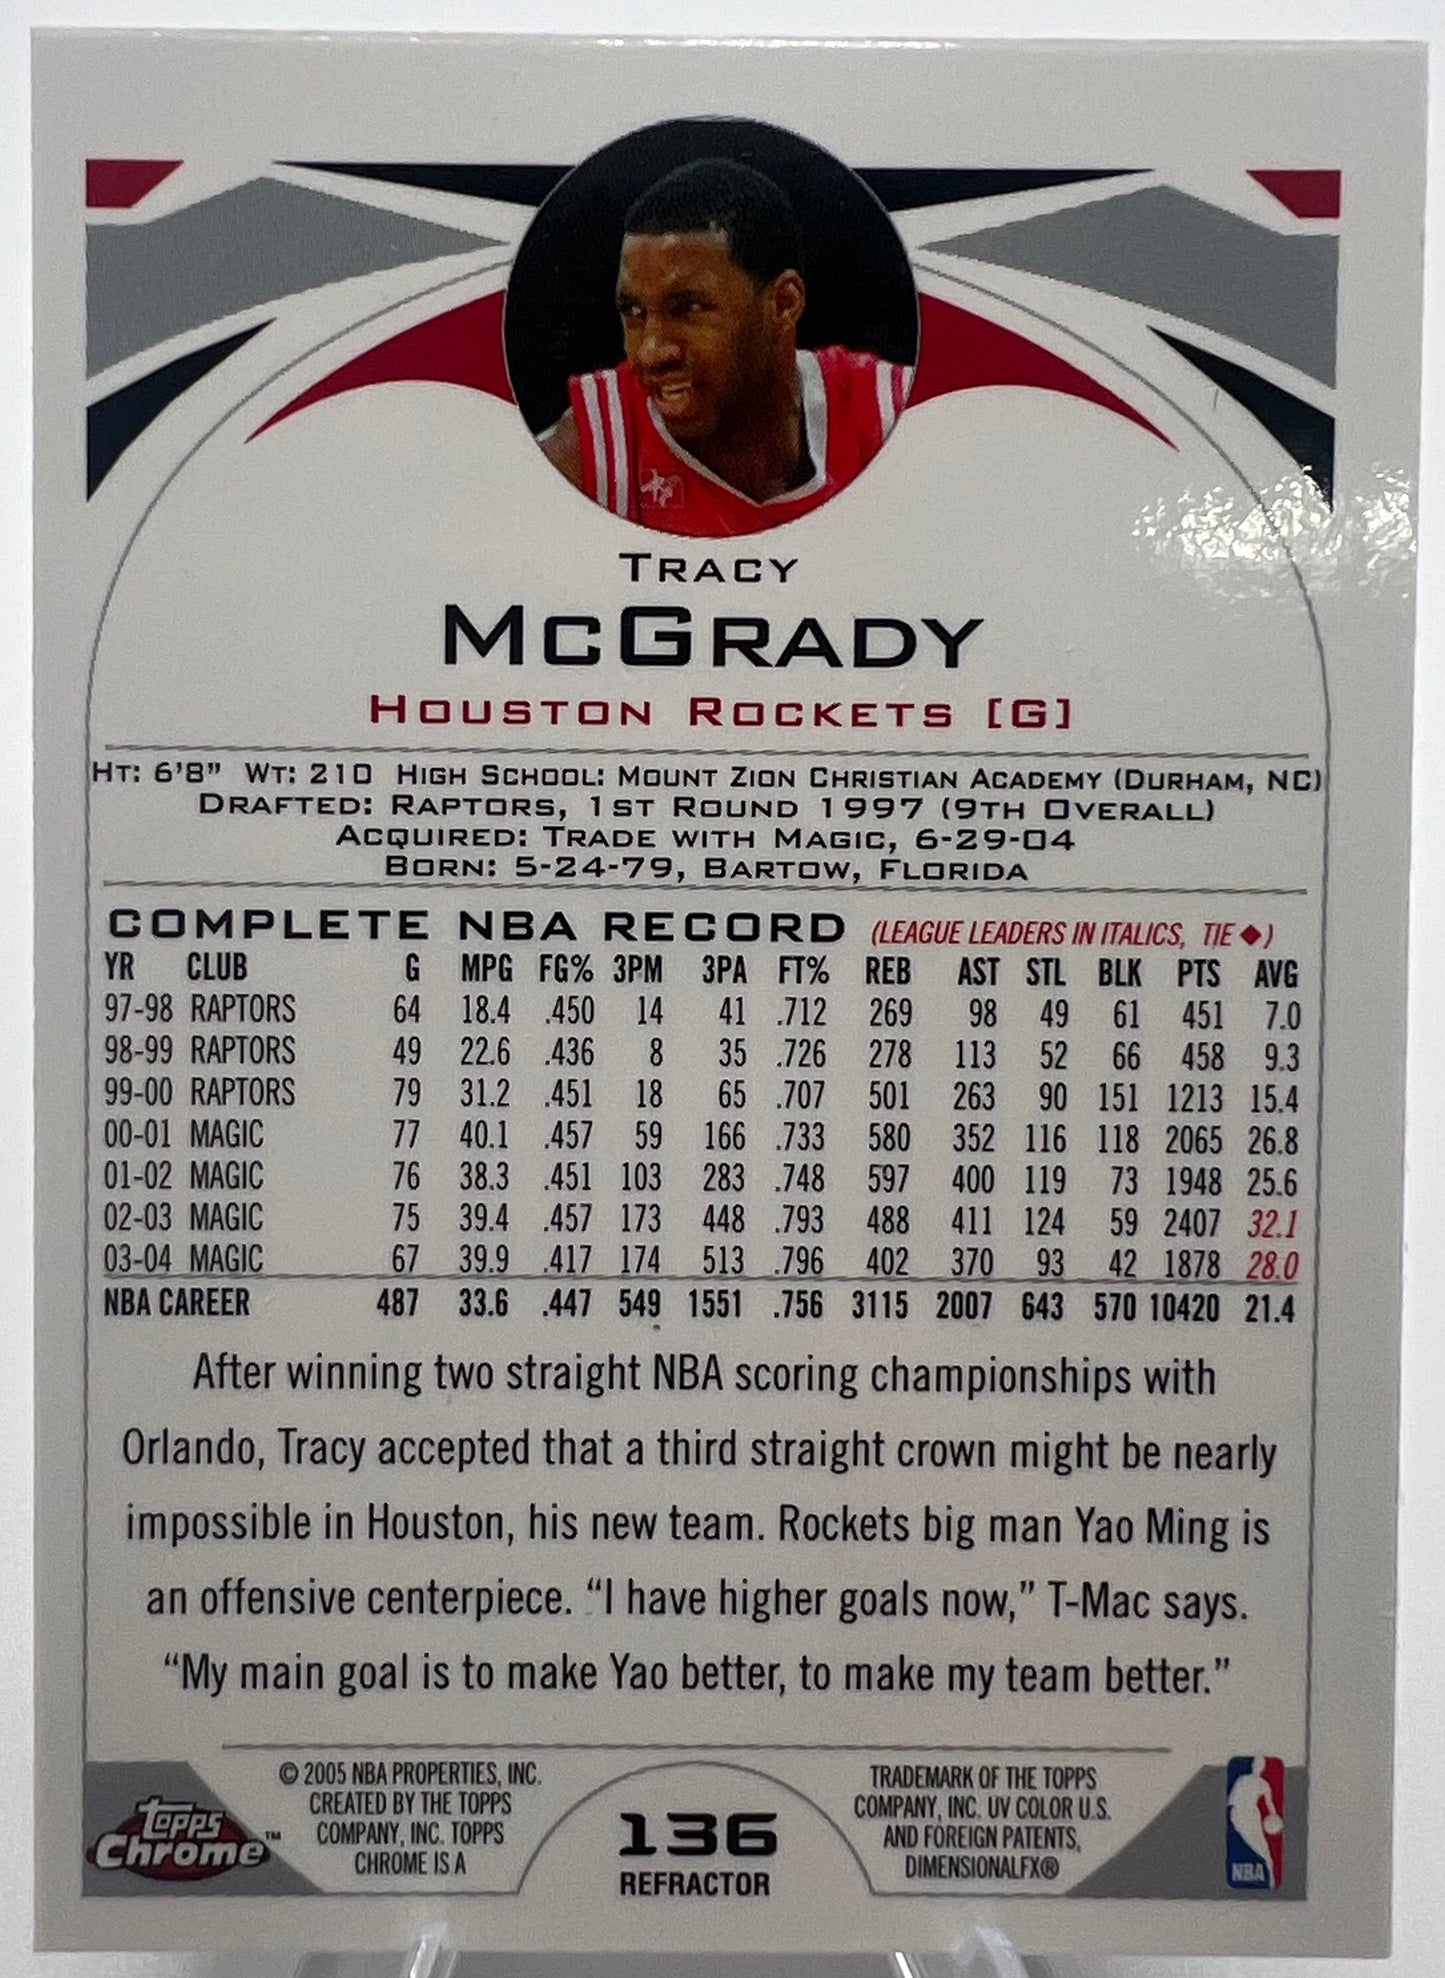 TRACY
MCGRADY
HOUSTON ROCKETS [G]
HT: 6'8" WT: 210 HIGH SCHOOL: MOUNT ZION CHRISTIAN ACADEMY (DURHAM, NC)
DRAFTED: RAPTORS, 1ST ROUND 1997 (9TH OVERALL)
ACQUIRED: TRADE WITH MAGIC, 6-29-04
BORN: 5-24-79, BARTOW, FLORIDA
COMPLETE NBA RECORD (LEAGUE LEADERS IN ITALICS, TIE ◆)
YR CLUB G MPG FG% 3PM 3PA FT% REB AST STL BLK PTS AVG
97-98 RAPTORS 64 18.4 .450 14 41 .712 269 98 49 61 451 7.0
98-99 RAPTORS 49 22.6 .436 8 35 .726 278 113 52 66 458 9.3
99-00 RAPTORS 79 31.2 .451 18 65 .707 501 263 90 151 1213 15.4
00-01 MAGIC 77 40.1 .457 59 166 .733 580 352 116 118 2065 26.8
01-02 MAGIC 76 38.3 .451 103 283 .748 597 400 119 73 1948 25.6
02-03 MAGIC 75 39.4 .457 173 448 .793 488 411 124 59 2407 32.1
03-04 MAGIC 67 39.9 .417 174 513 .796 402 370 93 42 1878 28.0
NBA CAREER 487 33.6 .447 549 1551 .756 3115 2007 643 570 10420 21.4
After winning two straight NBA scoring championships with
Orlando, Tracy accepted that a third straight crown might be nearly
impossible in Houston, his new team. Rockets big man Yao Ming is
an offensive centerpiece. “I have higher goals now,” T-Mac says.
“My main goal is to make Yao better, to make my team better.”
Topps Chrome™
© 2005 NBA PROPERTIES, INC.
CREATED BY THE TOPPS
COMPANY, INC. TOPPS
CHROME IS A
136
REFRACTOR
TRADEMARK OF THE TOPPS
COMPANY, INC. UV COLOR U.S.
AND FOREIGN PATENTS,
DIMENSIONALFX®
NBA